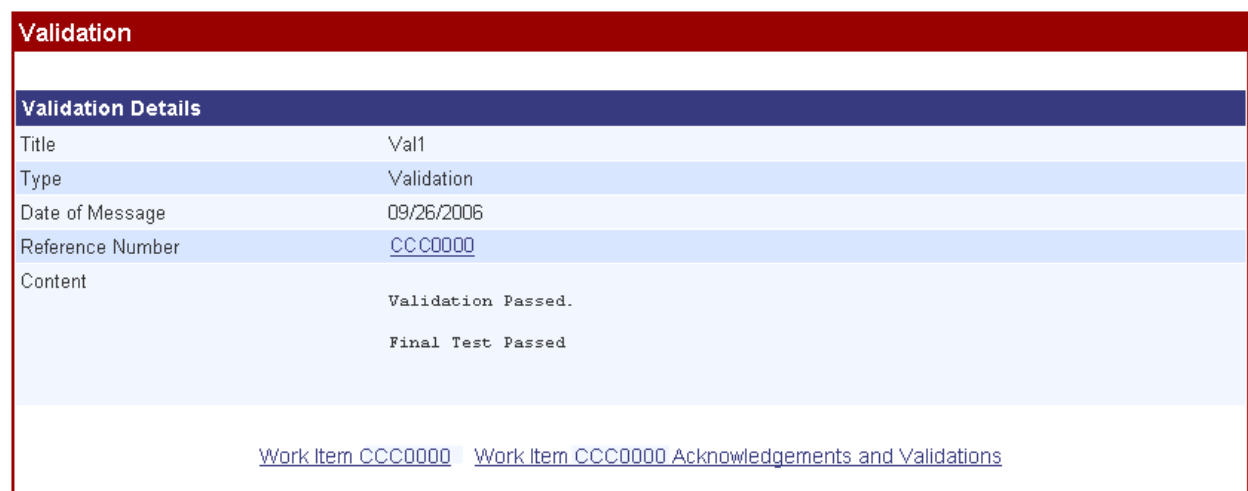 Validation
Validation Details
Title Val1
Type Validation
Date of Message 09/26/2006
Reference Number CCC0000
Content
Validation Passed.
Final Test Passed
Work Item CCC0000 Work Item CCC0000 Acknowledgements and Validations